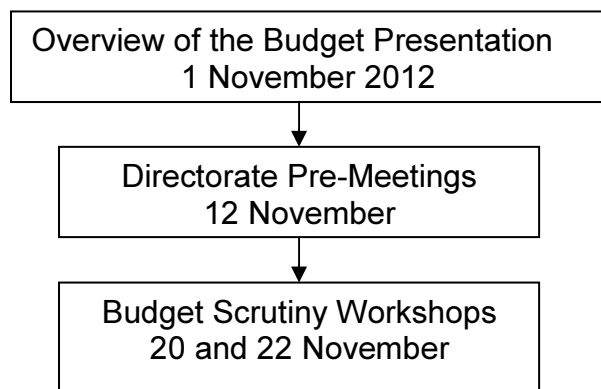 Overview of the Budget Presentation
1 November 2012
Directorate Pre-Meetings
12 November
Budget Scrutiny Workshops
20 and 22 November